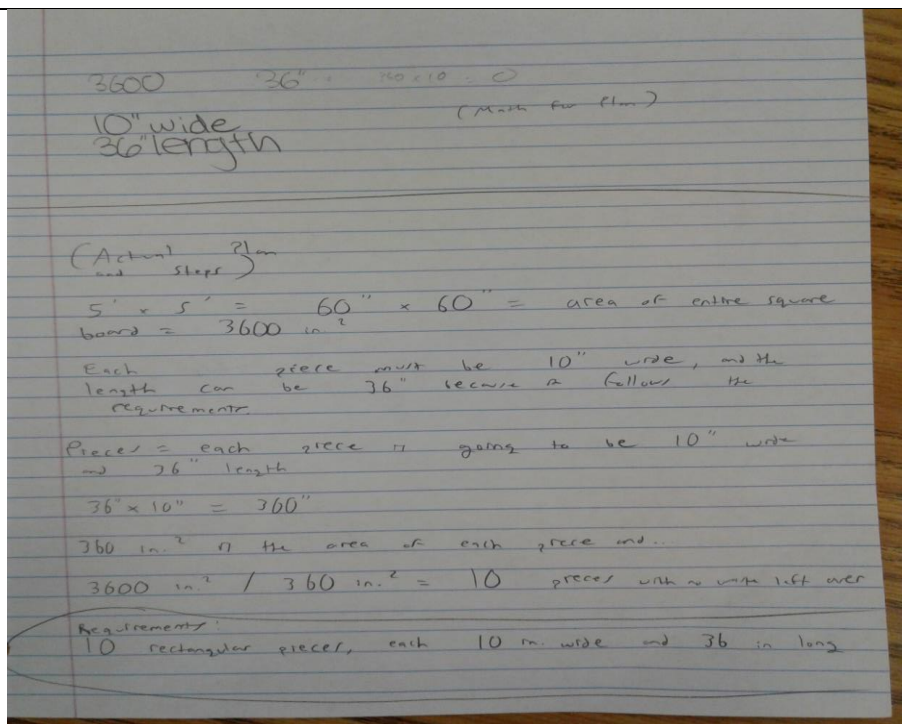 3600 36"
(Math for Plan)
10" wide
36" length
(Actual Plan
and Steps)
5' x 5' = 60" x 60" = area of entire square
board = 3600 in.²
Each piece must be 10" wide, and the
length can be 36" because it follows the
requirements.
Pieces = each piece is going to be 10" wide
and 36" length
36" x 10" = 360"
360 in.² is the area of each piece and..
3600 in.² / 360 in.² = 10 pieces with no waste left over
Requirements:
10 rectangular pieces, each 10 in. wide and 36 in long